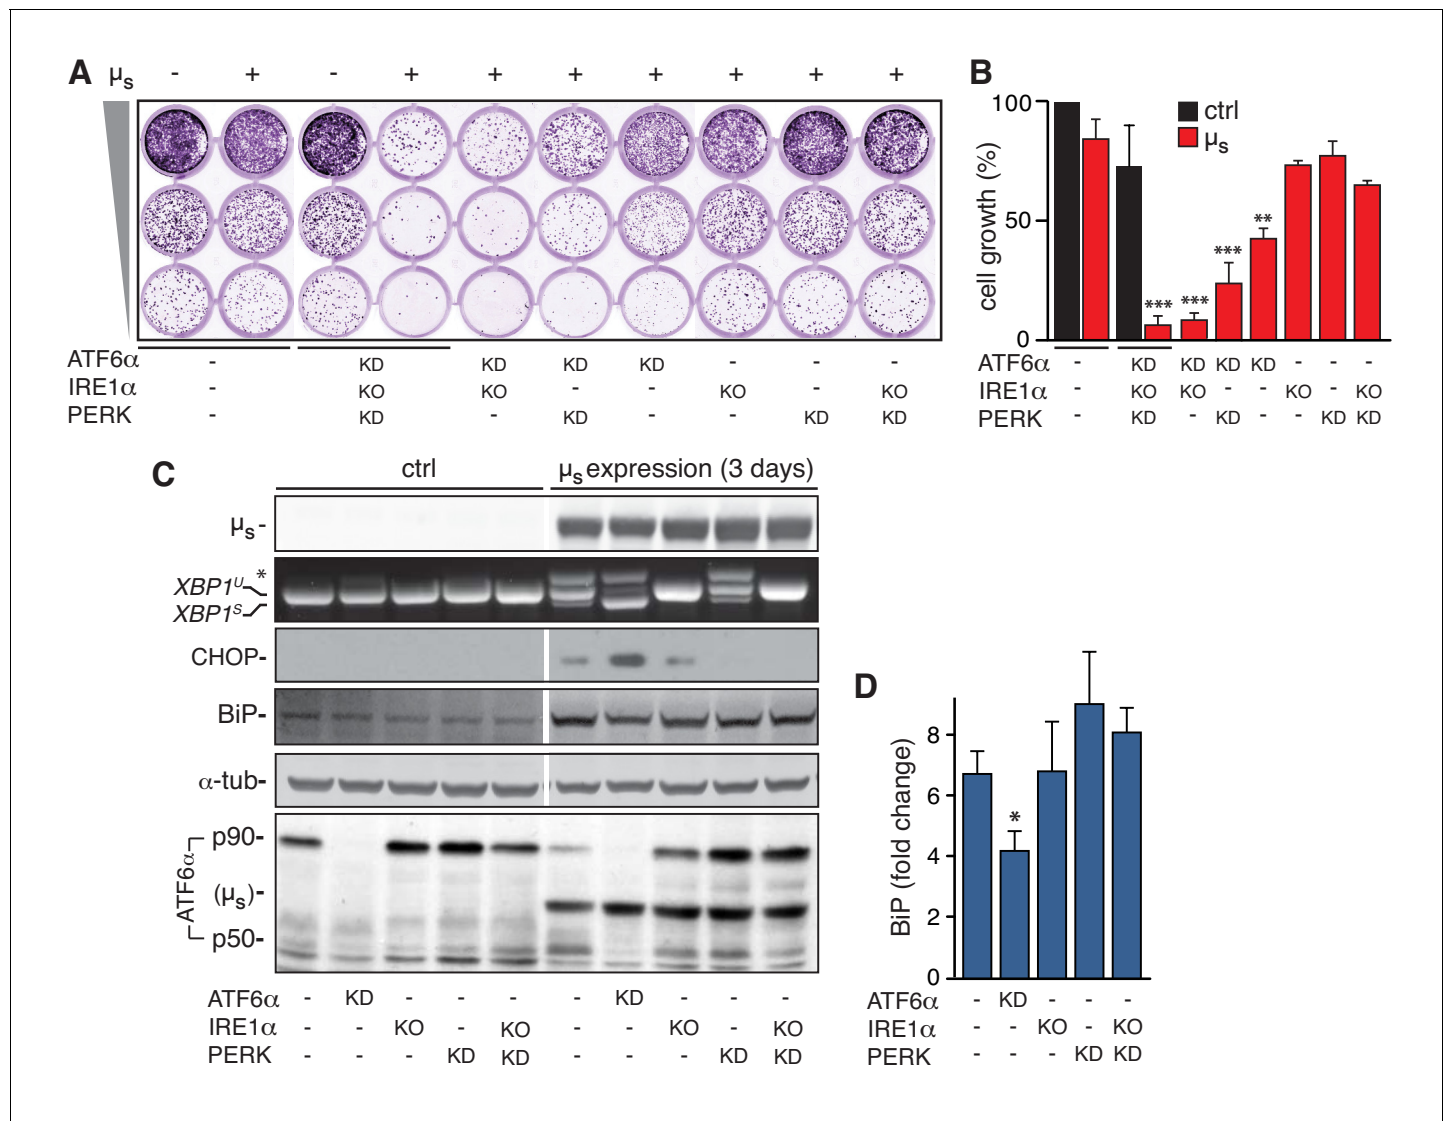 A μs - + - + + + + + + +
ATF6α - KD KD KD KD - - -
IRE1α - KO KO - - KO - KO
PERK - KD - KD - - KD KD
B
100
50
0
cell growth (%)
ctrl
μs
*** *** *** **
ATF6α - KD KD KD KD - - -
IRE1α - KO KO - - KO - KO
PERK - KD - KD - - KD KD
C
ctrl μs expression (3 days)
μs-
*
XBP1U
XBP1S
CHOP-
BiP-
α-tub-
ATF6α
p90-
(μs)-
p50-
ATF6α - KD - - - - KD - - -
IRE1α - - KO - KO - - KO - KO
PERK - - - KD KD - - - KD KD
D
8
6
4
2
0
BiP (fold change)
*
ATF6α - KD - - -
IRE1α - - KO - KO
PERK - - - KD KD